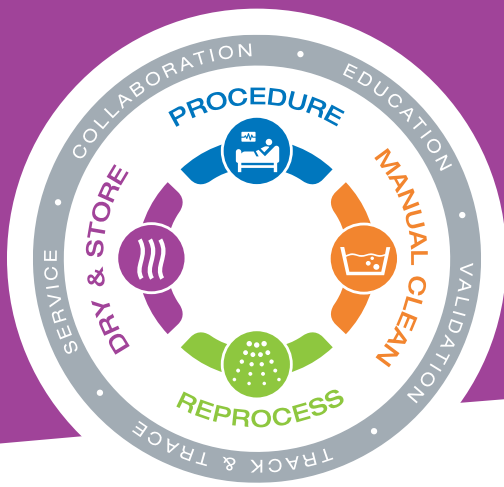 COLLABORATION • EDUCATION • VALIDATION • TRACK & TRACE • SERVICE •
PROCEDURE
MANUAL CLEAN
REPROCESS
DRY & STORE